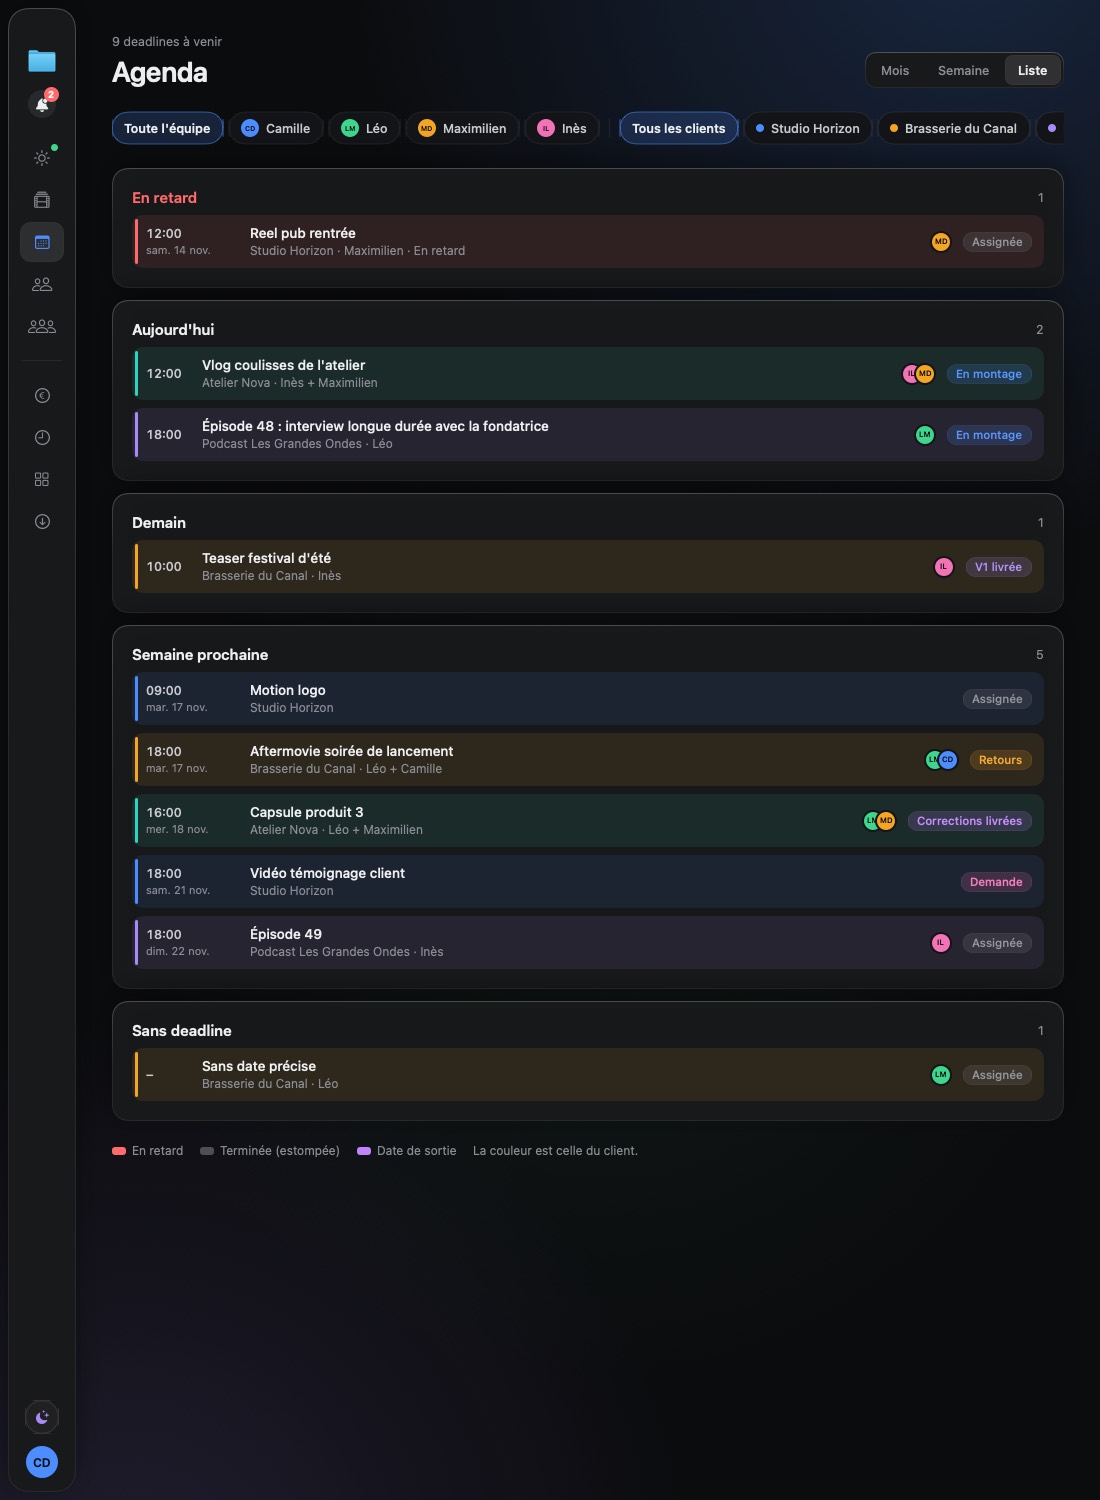 9 deadlines à venir
Agenda
Mois Semaine Liste
2
Toute l'équipe CD Camille LM Léo MD Maximilien IL Inès Tous les clients Studio Horizon Brasserie du Canal
En retard 1
12:00 Reel pub rentrée
sam. 14 nov. Studio Horizon · Maximilien · En retard MD Assignée
Aujourd'hui 2
12:00 Vlog coulisses de l'atelier
Atelier Nova · Inès + Maximilien IL MD En montage
18:00 Épisode 48 : interview longue durée avec la fondatrice
Podcast Les Grandes Ondes · Léo LM En montage
Demain 1
10:00 Teaser festival d'été
Brasserie du Canal · Inès IL V1 livrée
Semaine prochaine 5
09:00 Motion logo
mar. 17 nov. Studio Horizon Assignée
18:00 Aftermovie soirée de lancement
mar. 17 nov. Brasserie du Canal · Léo + Camille LM CD Retours
16:00 Capsule produit 3
mer. 18 nov. Atelier Nova · Léo + Maximilien LM MD Corrections livrées
18:00 Vidéo témoignage client
sam. 21 nov. Studio Horizon Demande
18:00 Épisode 49
dim. 22 nov. Podcast Les Grandes Ondes · Inès IL Assignée
Sans deadline 1
– Sans date précise
Brasserie du Canal · Léo LM Assignée
En retard Terminée (estompée) Date de sortie La couleur est celle du client.
CD